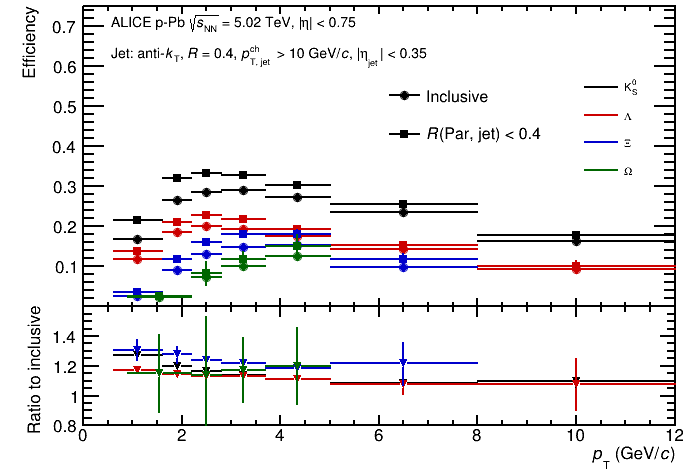 ALICE p-Pb √s_NN = 5.02 TeV, |η| < 0.75
Jet: anti-k_T, R = 0.4, p^ch_T, jet > 10 GeV/c, |η_jet| < 0.35
Inclusive
R(Par, jet) < 0.4
K^0_S
Λ
Ξ
Ω
Efficiency
0.7
0.6
0.5
0.4
0.3
0.2
0.1
Ratio to inclusive
1.4
1.2
1
0.8
0 2 4 6 8 10 12
p_T (GeV/c)